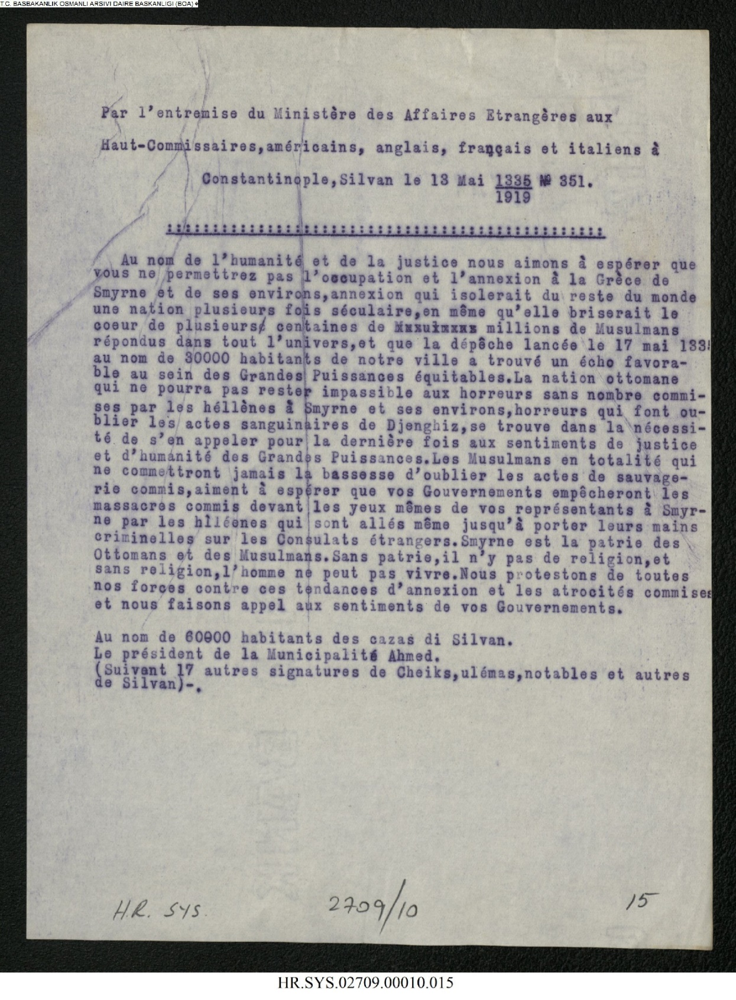 T.C. BASBAKANLIK OSMANLI ARSIVI DAIRE BASKANLIGI (BOA)
Par l'entremise du Ministère des Affaires Etrangères aux
Haut-Commissaires,américains, anglais, français et italiens à
Constantinople,Silvan le 13 Mai 1335 № 351.
1919
::::::::::::::::::::::::::::::::::::::::::::::::
Au nom de l'humanité et de la justice nous aimons à espérer que
vous ne permettrez pas l'occupation et l'annexion à la Grèce de
Smyrne et de ses environs,annexion qui isolerait du reste du monde
une nation plusieurs fois séculaire,en même qu'elle briserait le
coeur de plusieurs centaines de millions de Musulmans
répondus dans tout l'univers,et que la dépêche lancée le 17 mai 1335
au nom de 30000 habitants de notre ville a trouvé un écho favora-
ble au sein des Grandes Puissances équitables.La nation ottomane
qui ne pourra pas rester impassible aux horreurs sans nombre commi-
ses par les héllènes à Smyrne et ses environs,horreurs qui font ou-
blier les actes sanguinaires de Djenghiz,se trouve dans la nécessi-
té de s'en appeler pour la dernière fois aux sentiments de justice
et d'humanité des Grandes Puissances.Les Musulmans en totalité qui
ne commettront jamais la bassesse d'oublier les actes de sauvage-
rie commis,aiment à espérer que vos Gouvernements empêcheront les
massacres commis devant les yeux mêmes de vos représentants à Smyr-
ne par les hîléenes qui sont allés même jusqu'à porter leurs mains
criminelles sur les Consulats étrangers.Smyrne est la patrie des
Ottomans et des Musulmans.Sans patrie,il n'y pas de religion,et
sans religion,l'homme ne peut pas vivre.Nous protestons de toutes
nos forces contre ces tendances d'annexion et les atrocités commises
et nous faisons appel aux sentiments de vos Gouvernements.
Au nom de 60000 habitants des cazas di Silvan.
Le président de la Municipalité Ahmed.
(Suivent 17 autres signatures de Cheiks,ulémas,notables et autres
de Silvan)-.
H.R. SYS. 2709/10 15
HR.SYS.02709.00010.015